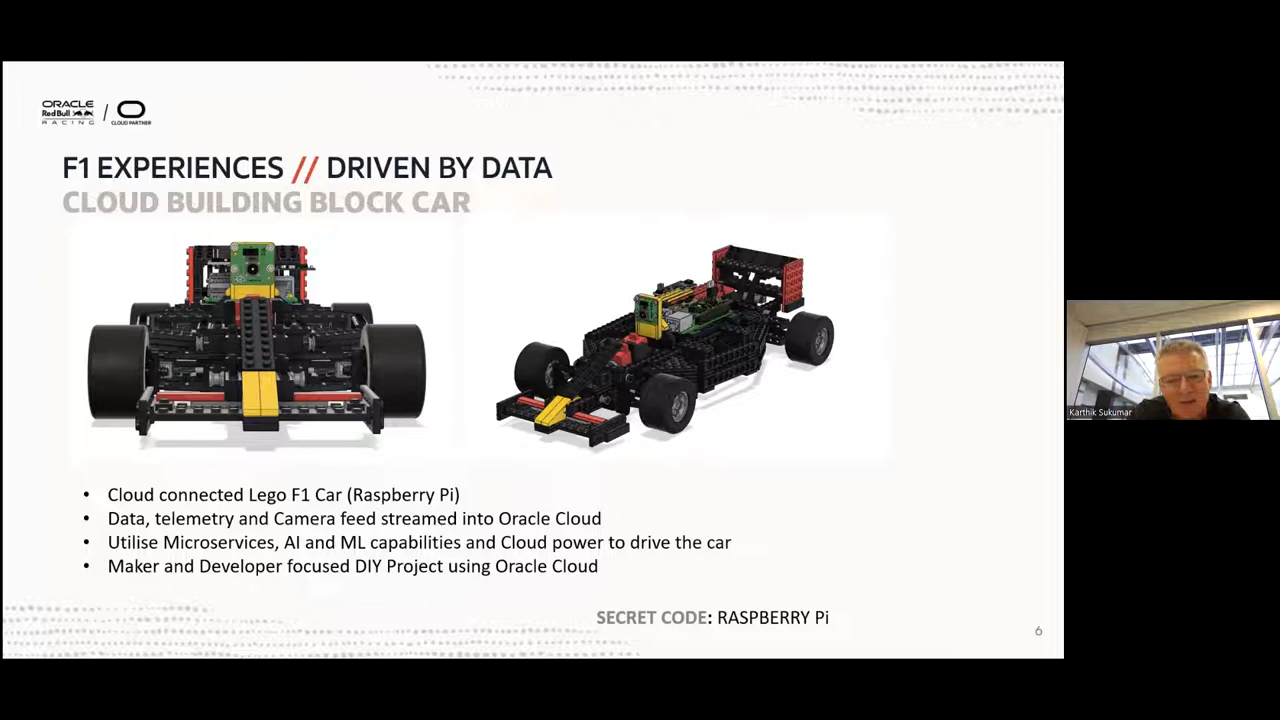 ORACLE
Red Bull
RACING
CLOUD PARTNER
F1 EXPERIENCES // DRIVEN BY DATA
CLOUD BUILDING BLOCK CAR
• Cloud connected Lego F1 Car (Raspberry Pi)
• Data, telemetry and Camera feed streamed into Oracle Cloud
• Utilise Microservices, AI and ML capabilities and Cloud power to drive the car
• Maker and Developer focused DIY Project using Oracle Cloud
SECRET CODE: RASPBERRY Pi
6
Karthik Sukumar